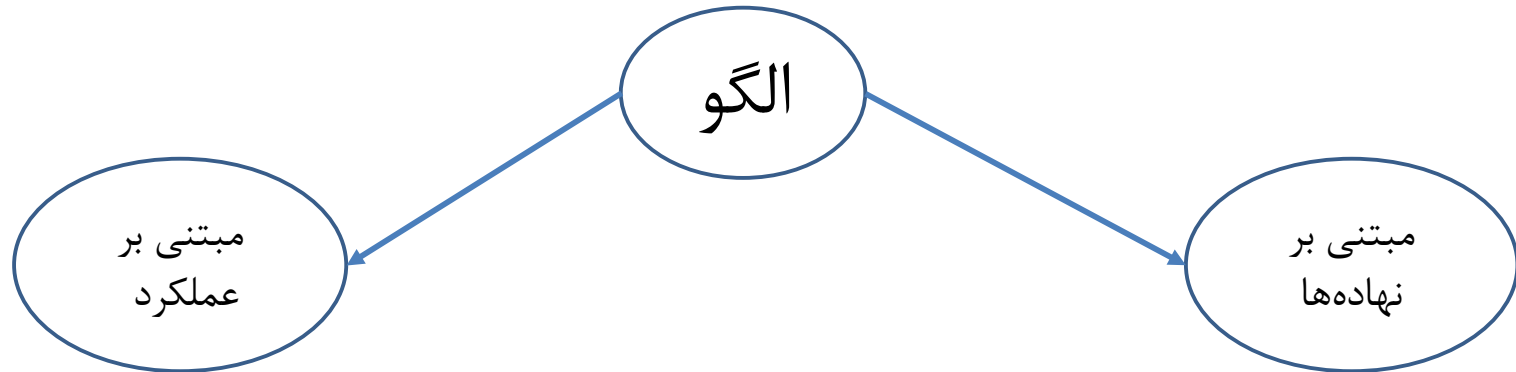 الگو
مبتنی بر
نهاده‌ها
مبتنی بر
عملکرد